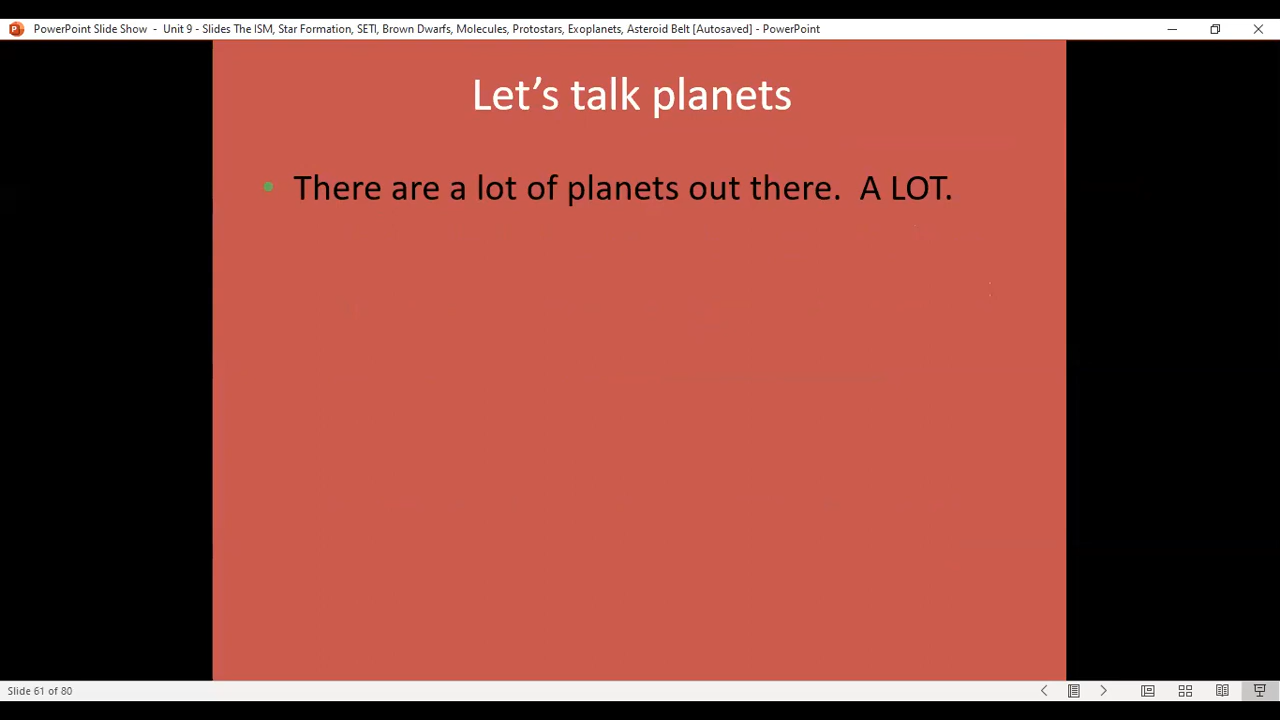 PowerPoint Slide Show - Unit 9 - Slides The ISM, Star Formation, SETI, Brown Dwarfs, Molecules, Protostars, Exoplanets, Asteroid Belt [Autosaved] - PowerPoint
Let’s talk planets
• There are a lot of planets out there.  A LOT.
Slide 61 of 80